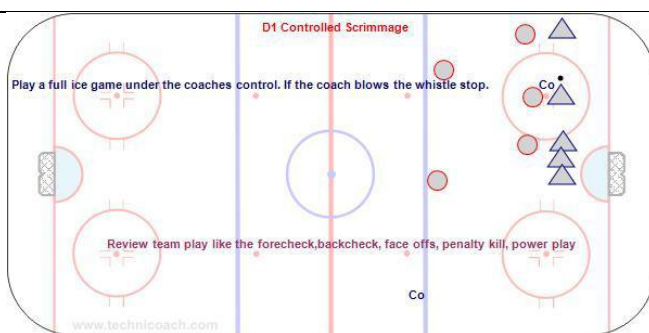 D1 Controlled Scrimmage
Play a full ice game under the coaches control. If the coach blows the whistle stop.
Co
Review team play like the forecheck,backcheck, face offs, penalty kill, power play
Co
www.technicoach.com